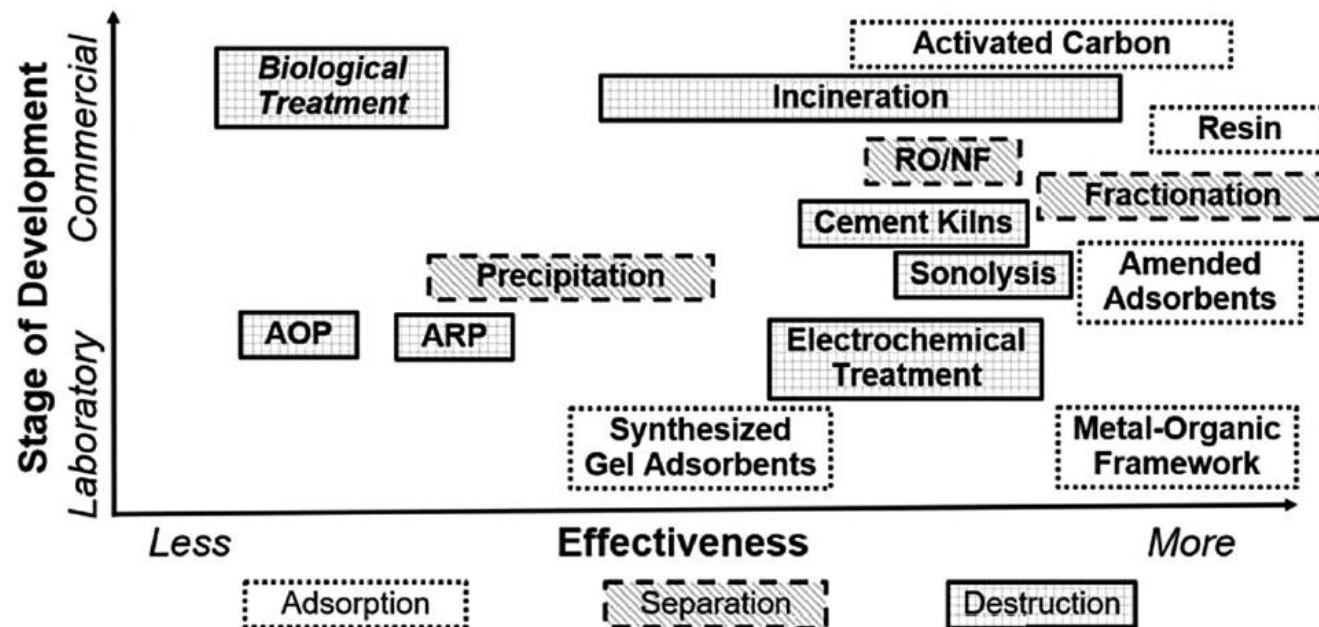 Stage of Development
Commercial
Laboratory
Activated Carbon
Biological
Treatment
Incineration
Resin
RO/NF
Fractionation
Cement Kilns
Precipitation
Sonolysis
Amended
Adsorbents
AOP
ARP
Electrochemical
Treatment
Synthesized
Gel Adsorbents
Metal-Organic
Framework
Less
Effectiveness
More
Adsorption
Separation
Destruction